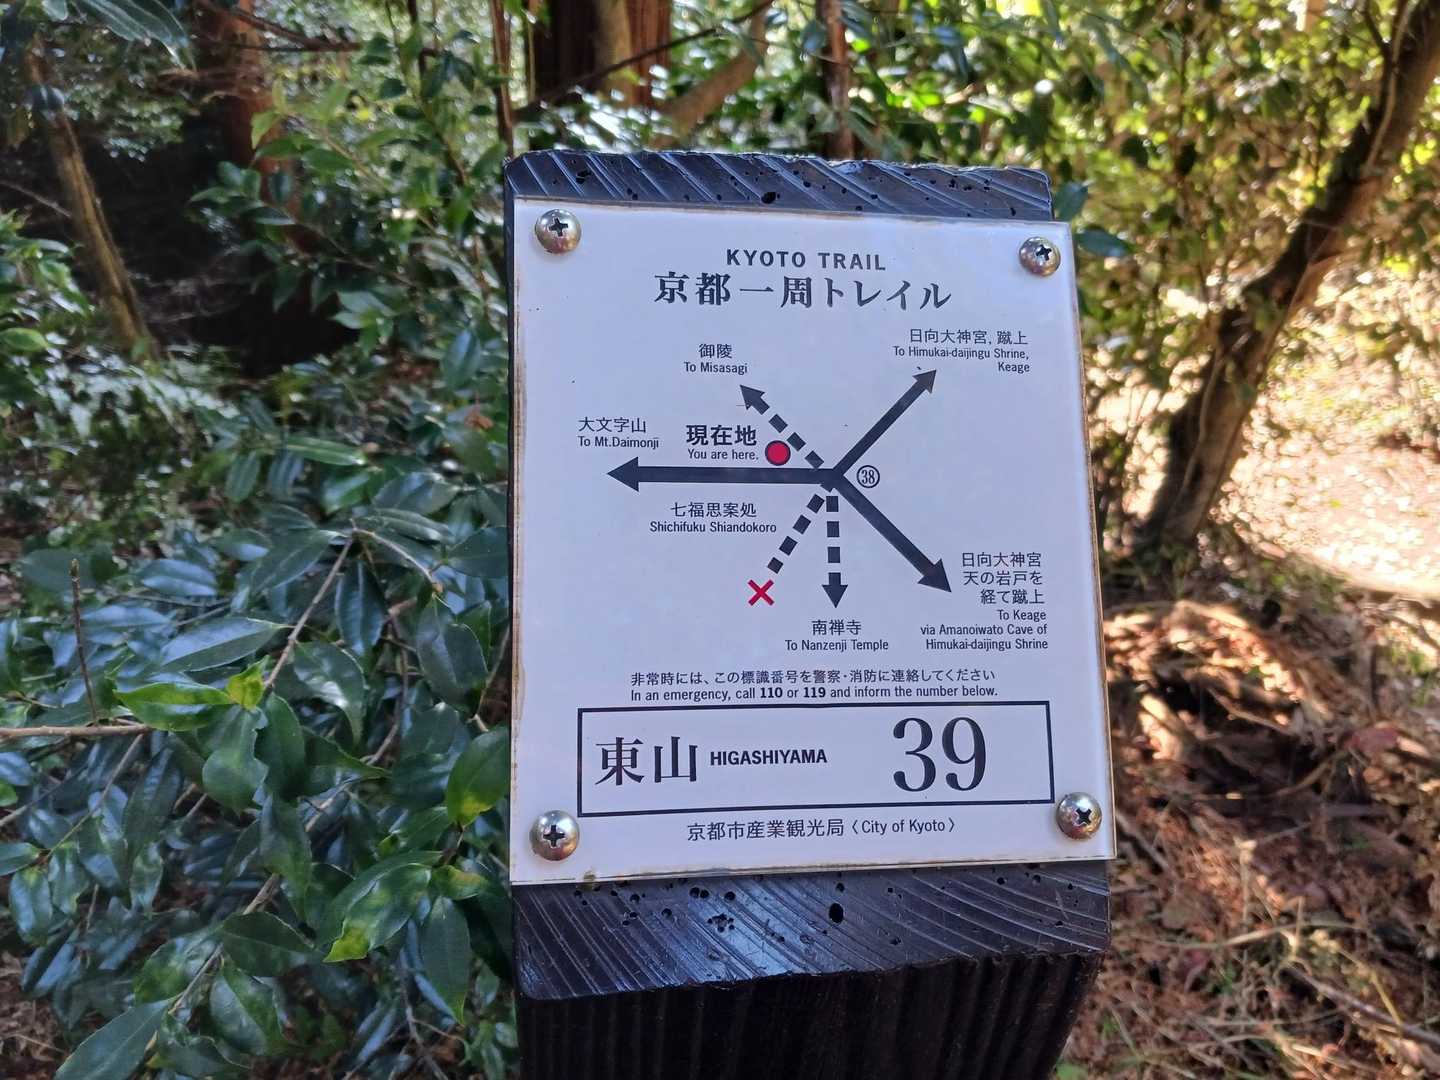 KYOTO TRAIL
京都一周トレイル
日向大神宮, 蹴上
To Himukai-daijingu Shrine,
Keage
御陵
To Misasagi
大文字山
To Mt.Daimonji
現在地
You are here.
38
七福思案処
Shichifuku Shiandokoro
日向大神宮
天の岩戸を
経て蹴上
To Keage
via Amanoiwato Cave of
Himukai-daijingu Shrine
南禅寺
To Nanzenji Temple
非常時には、この標識番号を警察・消防に連絡してください
In an emergency, call 110 or 119 and inform the number below.
東山 HIGASHIYAMA 39
京都市産業観光局〈City of Kyoto〉